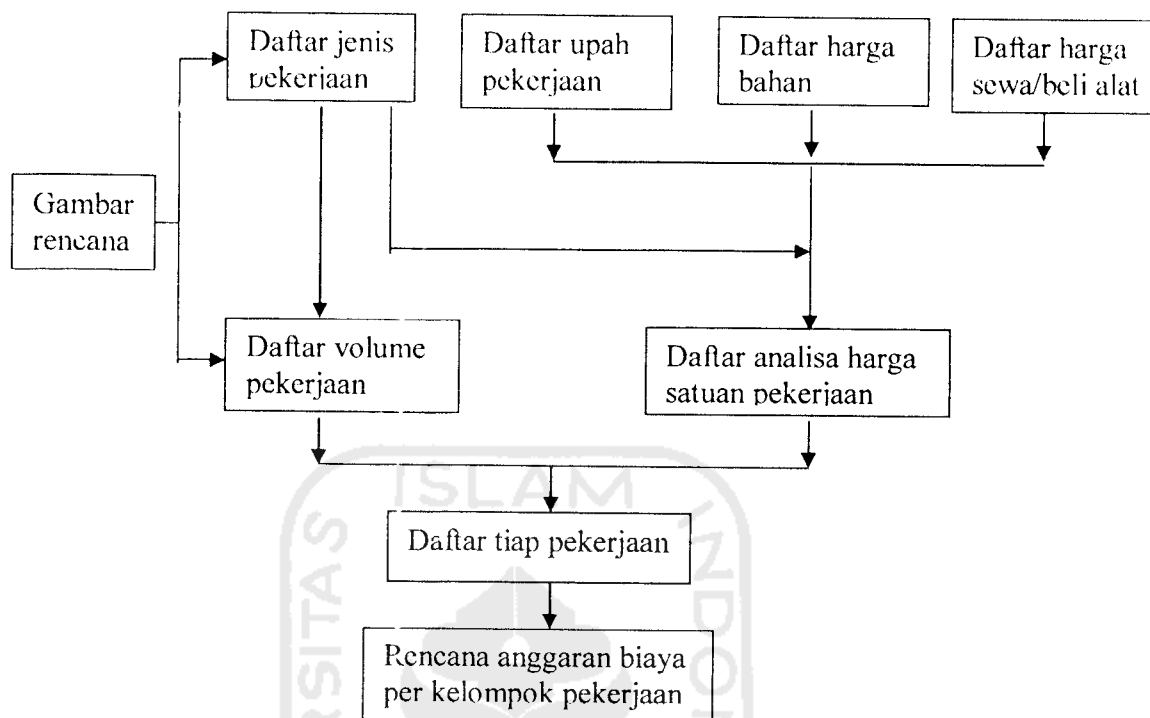 Daftar jenis
pekerjaan
Daftar upah
pekerjaan
Daftar harga
bahan
Daftar harga
sewa/beli alat
Gambar
rencana
Daftar volume
pekerjaan
Daftar analisa harga
satuan pekerjaan
ISLAM
Daftar tiap pekerjaan
Rencana anggaran biaya
per kelompok pekerjaan